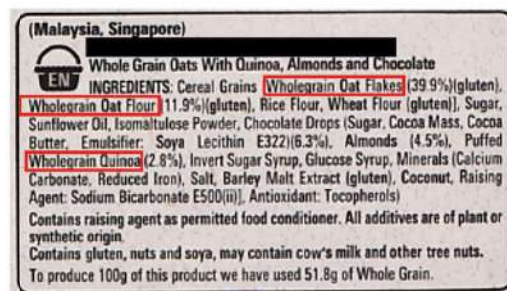 (Malaysia, Singapore)
Whole Grain Oats With Quinoa, Almonds and Chocolate
EN INGREDIENTS: Cereal Grains Wholegrain Oat Flakes (39.9%)(gluten),
Wholegrain Oat Flour (11.9%)(gluten), Rice Flour, Wheat Flour (gluten)], Sugar,
Sunflower Oil, Isomaltulose Powder, Chocolate Drops (Sugar, Cocoa Mass, Cocoa
Butter, Emulsifier: Soya Lecithin E322)(6.3%), Almonds (4.5%), Puffed
Wholegrain Quinoa (2.8%), Invert Sugar Syrup, Glucose Syrup, Minerals (Calcium
Carbonate, Reduced Iron), Salt, Barley Malt Extract (gluten), Coconut, Raising
Agent: Sodium Bicarbonate E500(ii)], Antioxidant: Tocopherols)
Contains raising agent as permitted food conditioner. All additives are of plant or
synthetic origin.
Contains gluten, nuts and soya, may contain cow's milk and other tree nuts.
To produce 100g of this product we have used 51.8g of Whole Grain.